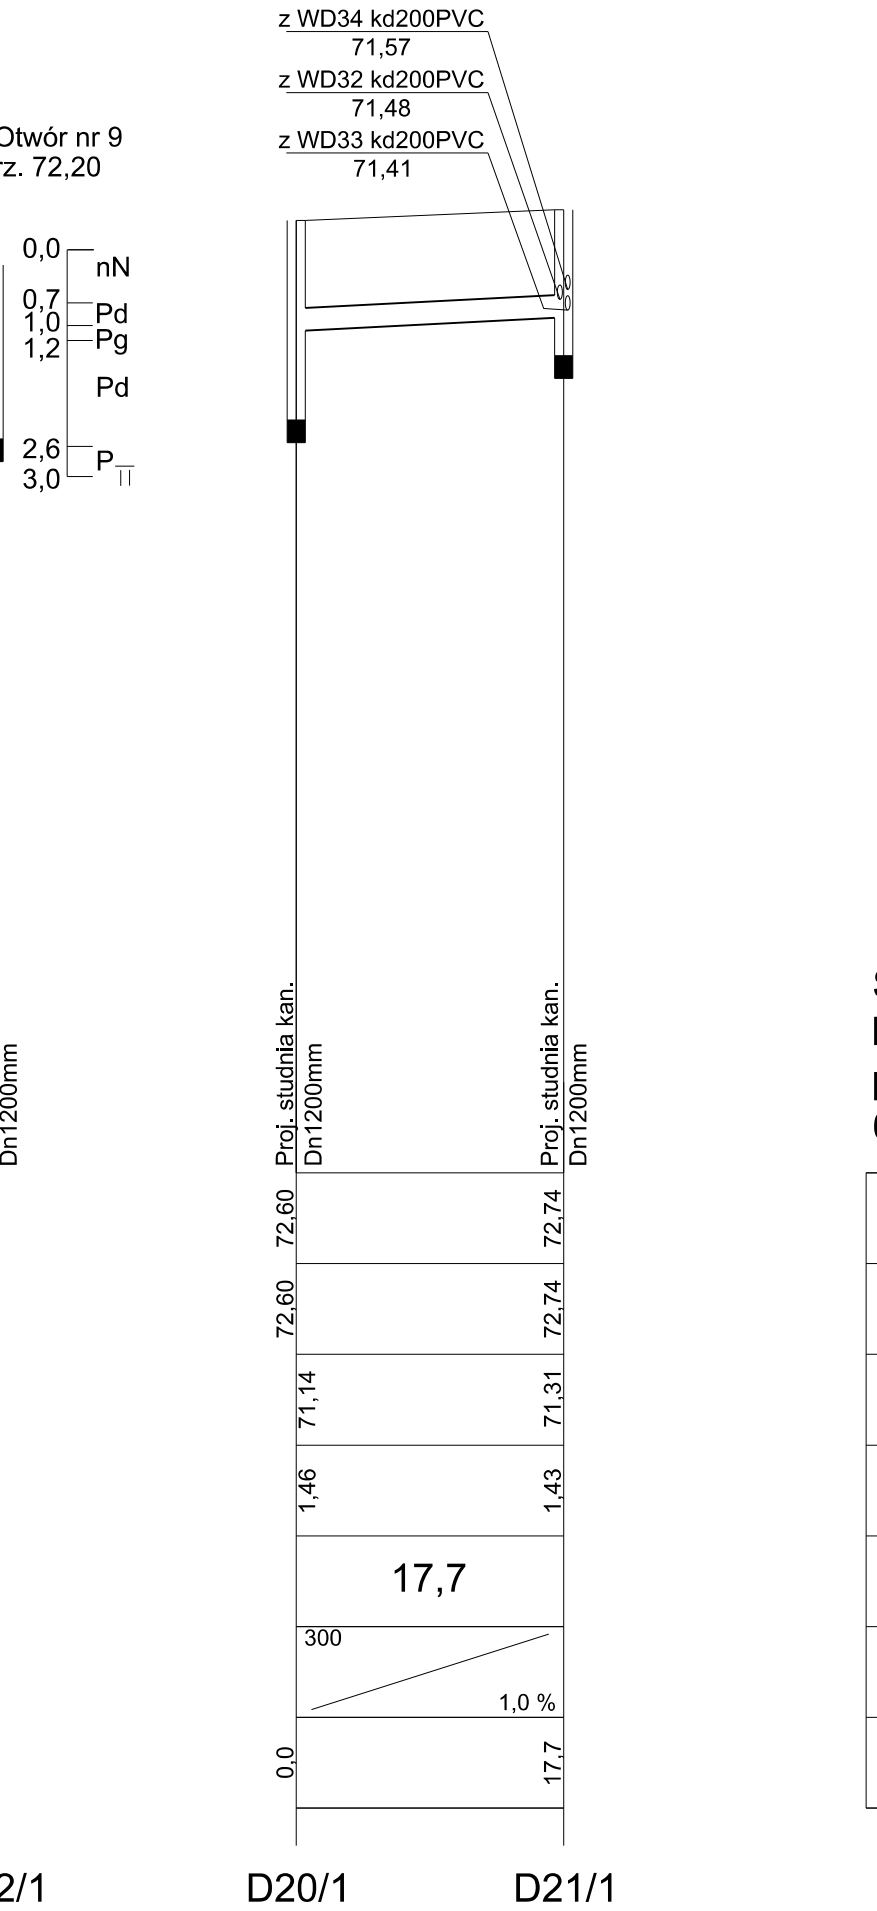 z WD34 kd200PVC
71,57
z WD32 kd200PVC
71,48
z WD33 kd200PVC
71,41
Otwór nr 9
rz. 72,20
0,0
nN
0,7
Pd
1,0
Pg
1,2
Pd
2,6
P
3,0
Dn1200mm
Proj. studnia kan.
Dn1200mm
Proj. studnia kan.
Dn1200mm
72,60
72,74
72,60
72,74
71,14
71,31
1,46
1,43
17,7
300
1,0 %
0,0
17,7
2/1
D20/1
D21/1